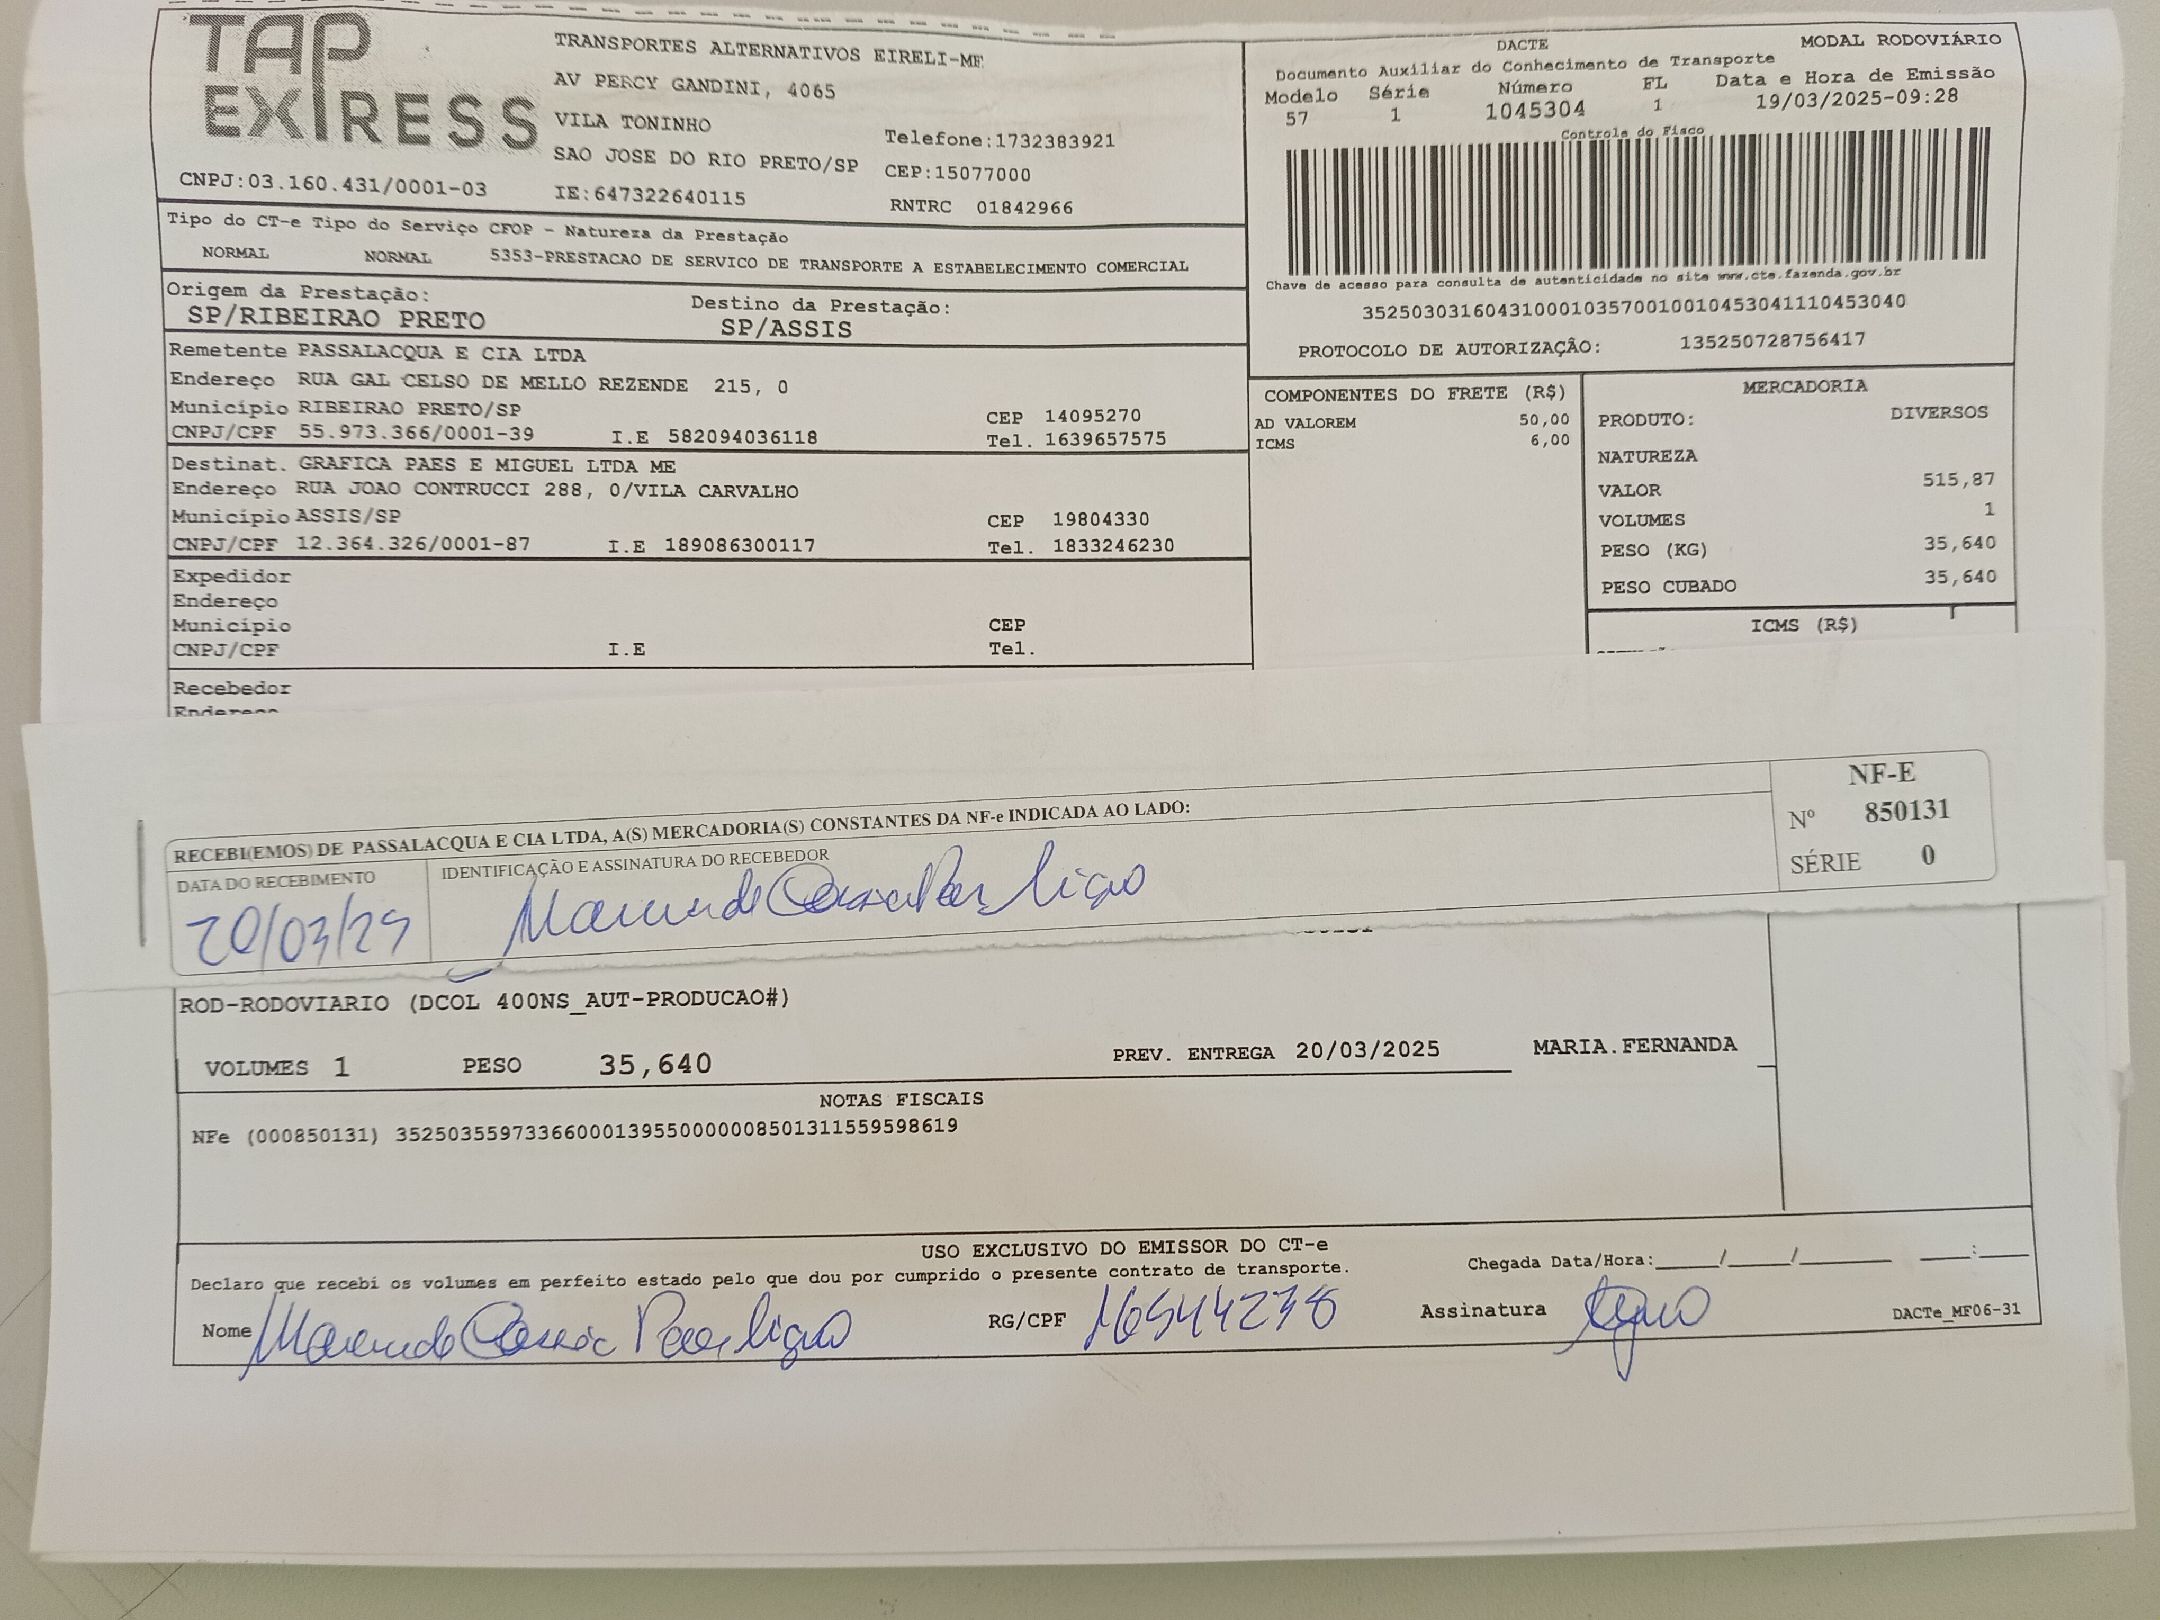 TAP EXPRESS
TRANSPORTES ALTERNATIVOS EIRELI-ME
AV PERCY GANDINI, 4065
VILA TONINHO
Telefone:1732383921
SAO JOSE DO RIO PRETO/SP CEP:15077000
CNPJ:03.160.431/0001-03 IE:647322640115 RNTRC 01842966
Tipo do CT-e Tipo do Serviço CFOP - Natureza da Prestação
NORMAL NORMAL 5353-PRESTACAO DE SERVICO DE TRANSPORTE A ESTABELECIMENTO COMERCIAL
Origem da Prestação: Destino da Prestação:
SP/RIBEIRAO PRETO SP/ASSIS
Remetente PASSALACQUA E CIA LTDA
Endereço RUA GAL CELSO DE MELLO REZENDE 215, 0
Município RIBEIRAO PRETO/SP CEP 14095270
CNPJ/CPF 55.973.366/0001-39 I.E 582094036118 Tel. 1639657575
Destinat. GRAFICA PAES E MIGUEL LTDA ME
Endereço RUA JOAO CONTRUCCI 288, 0/VILA CARVALHO
Município ASSIS/SP CEP 19804330
CNPJ/CPF 12.364.326/0001-87 I.E 189086300117 Tel. 1833246230
Expedidor
Endereço
Município CEP
CNPJ/CPF I.E Tel.
Recebedor
Endereço
DACTE MODAL RODOVIÁRIO
Documento Auxiliar do Conhecimento de Transporte
Modelo Série Número FL Data e Hora de Emissão
57 1 1045304 1 19/03/2025-09:28
Controle do Fisco
Chave de acesso para consulta de autenticidade no site www.cte.fazenda.gov.br
35250303160431000103570010010453041110453040
PROTOCOLO DE AUTORIZAÇÃO: 135250728756417
COMPONENTES DO FRETE (R$)
AD VALOREM 50,00
ICMS 6,00
MERCADORIA
PRODUTO: DIVERSOS
NATUREZA
VALOR 515,87
VOLUMES 1
PESO (KG) 35,640
PESO CUBADO 35,640
ICMS (R$)
RECEBI(EMOS) DE PASSALACQUA E CIA LTDA, A(S) MERCADORIA(S) CONSTANTES DA NF-e INDICADA AO LADO:
DATA DO RECEBIMENTO IDENTIFICAÇÃO E ASSINATURA DO RECEBEDOR
20/03/25
NF-E
Nº 850131
SÉRIE 0
ROD-RODOVIARIO (DCOL 400NS_AUT-PRODUCAO#)
VOLUMES 1 PESO 35,640 PREV. ENTREGA 20/03/2025 MARIA.FERNANDA
NOTAS FISCAIS
NFe (000850131) 35250355973366000139550000008501311559598619
USO EXCLUSIVO DO EMISSOR DO CT-e
Declaro que recebi os volumes em perfeito estado pelo que dou por cumprido o presente contrato de transporte. Chegada Data/Hora:____/____/______ ____:____
Nome RG/CPF 16544238 Assinatura DACTe_MF06-31